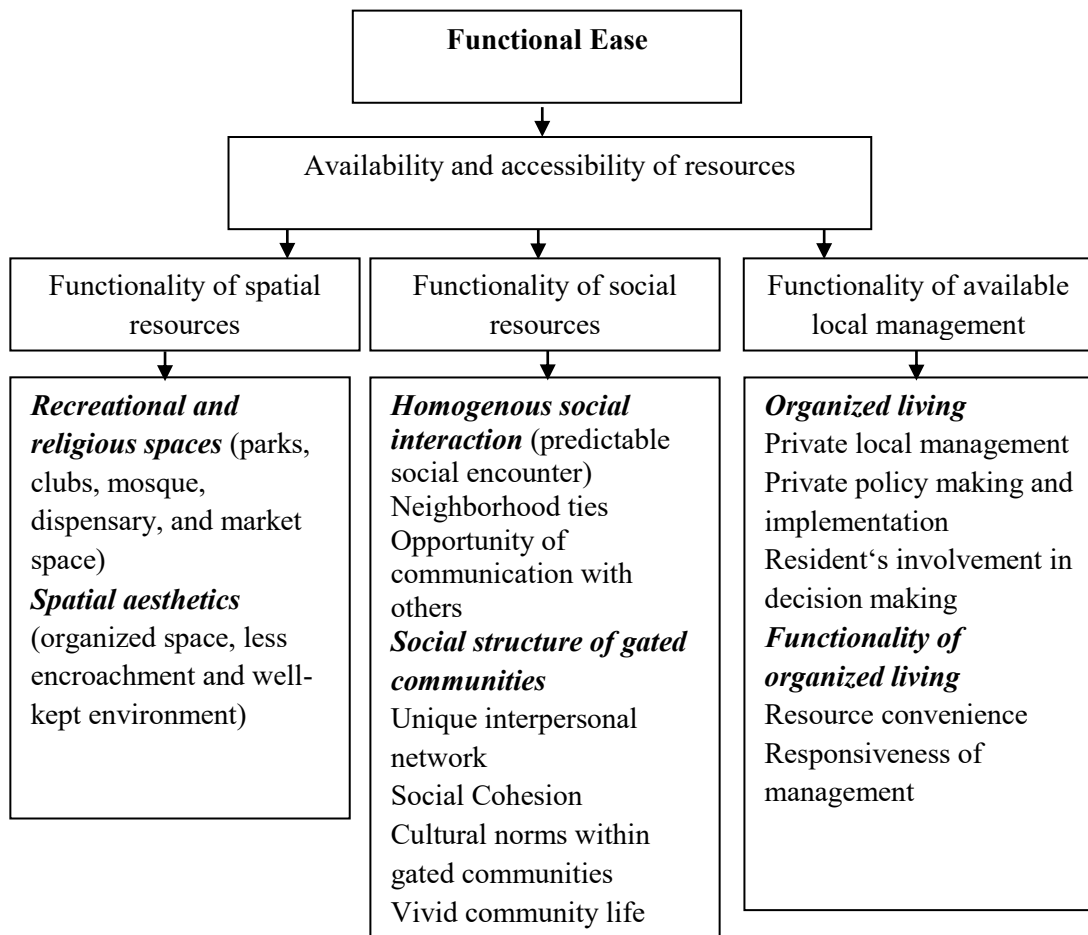 Functional Ease
Availability and accessibility of resources
Functionality of spatial
resources
Functionality of social
resources
Functionality of available
local management
Recreational and
religious spaces (parks,
clubs, mosque,
dispensary, and market
space)
Spatial aesthetics
(organized space, less
encroachment and well-
kept environment)
Homogenous social
interaction (predictable
social encounter)
Neighborhood ties
Opportunity of
communication with
others
Social structure of gated
communities
Unique interpersonal
network
Social Cohesion
Cultural norms within
gated communities
Vivid community life
Organized living
Private local management
Private policy making and
implementation
Resident‘s involvement in
decision making
Functionality of
organized living
Resource convenience
Responsiveness of
management